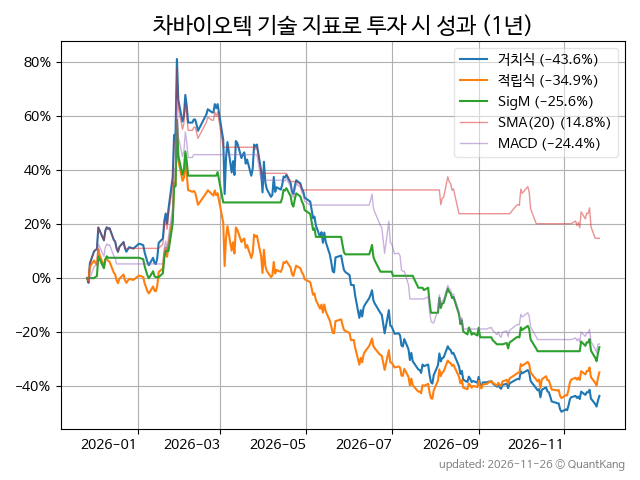 차바이오텍 기술 지표로 투자 시 성과 (1년)
거치식 (−43.6%)
적립식 (−34.9%)
SigM (−25.6%)
SMA(20) (14.8%)
MACD (−24.4%)
80%
60%
40%
20%
0%
−20%
−40%
2026-01
2026-03
2026-05
2026-07
2026-09
2026-11
updated: 2026-11-26 © QuantKang